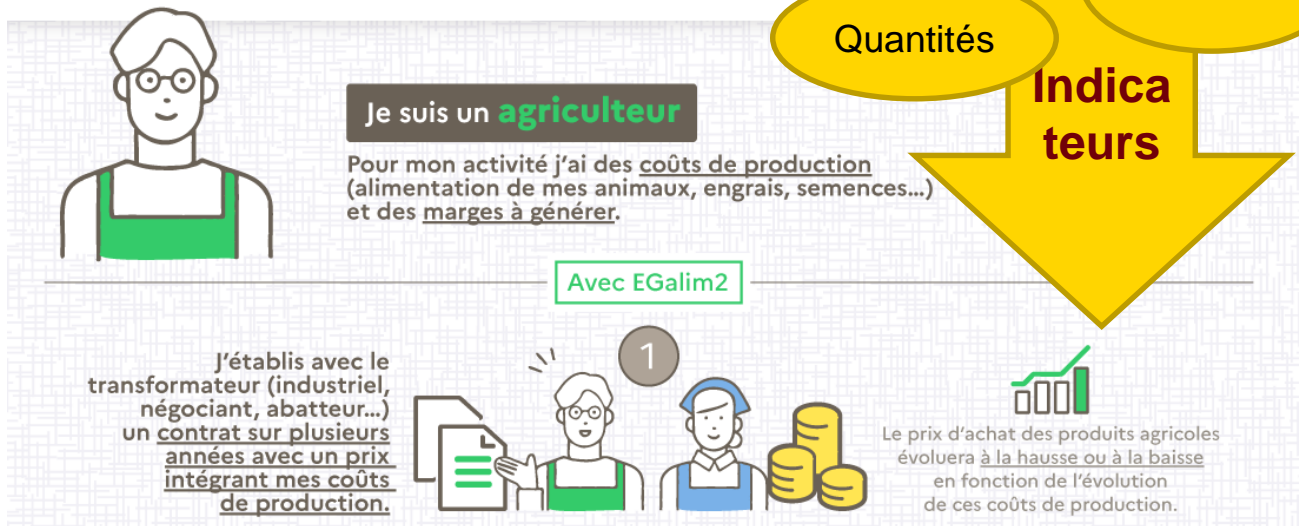 Quantités
Indica
teurs
Je suis un agriculteur
Pour mon activité j'ai des coûts de production
(alimentation de mes animaux, engrais, semences...)
et des marges à générer.
Avec EGalim2
J'établis avec le
transformateur (industriel,
négociant, abatteur...)
un contrat sur plusieurs
années avec un prix
intégrant mes coûts
de production.
1
Le prix d'achat des produits agricoles
évoluera à la hausse ou à la baisse
en fonction de l'évolution
de ces coûts de production.